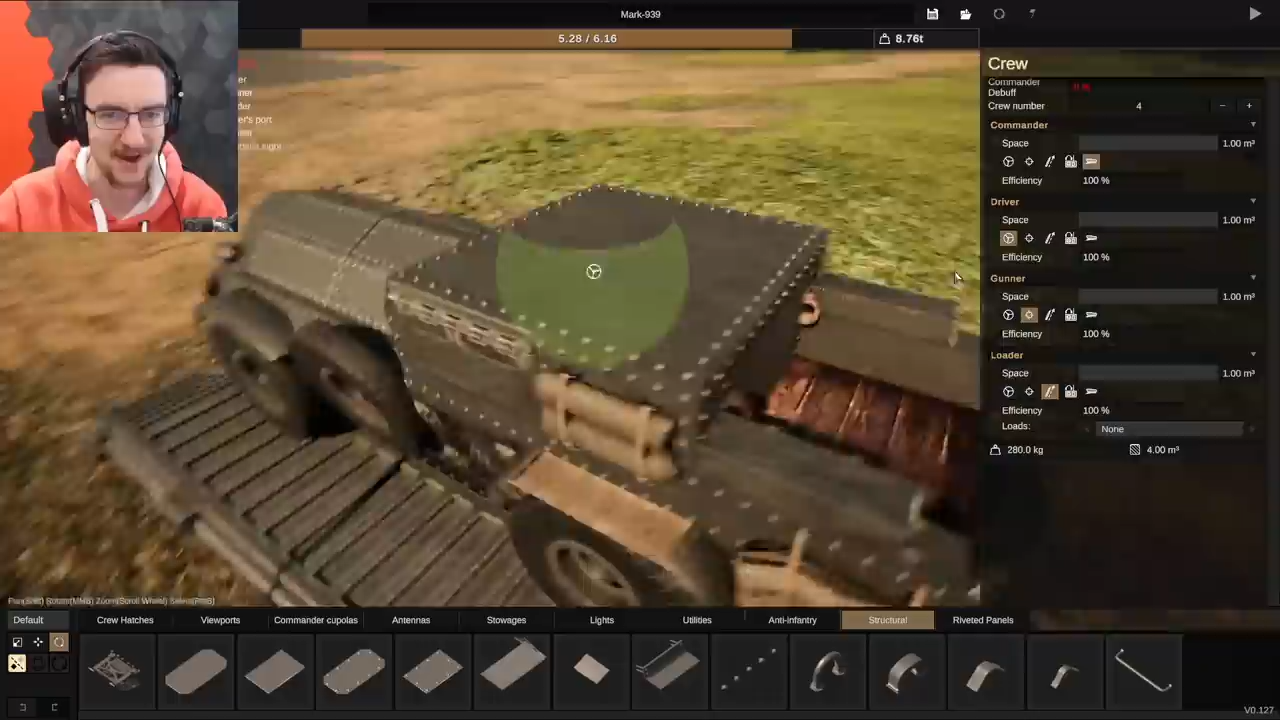 Mark-939
5.28 / 6.16
8.76t
Crew
Commander
Debuff
Crew number
4
Commander
Space
1.00 m³
Efficiency
100 %
Driver
Space
1.00 m³
Efficiency
100 %
Gunner
Space
1.00 m³
Efficiency
100 %
Loader
Space
1.00 m³
Efficiency
100 %
Loads:
None
280.0 kg
4.00 m³
Default
Crew Hatches
Viewports
Commander cupolas
Antennas
Stowages
Lights
Utilities
Anti-infantry
Structural
Riveted Panels
V0.127